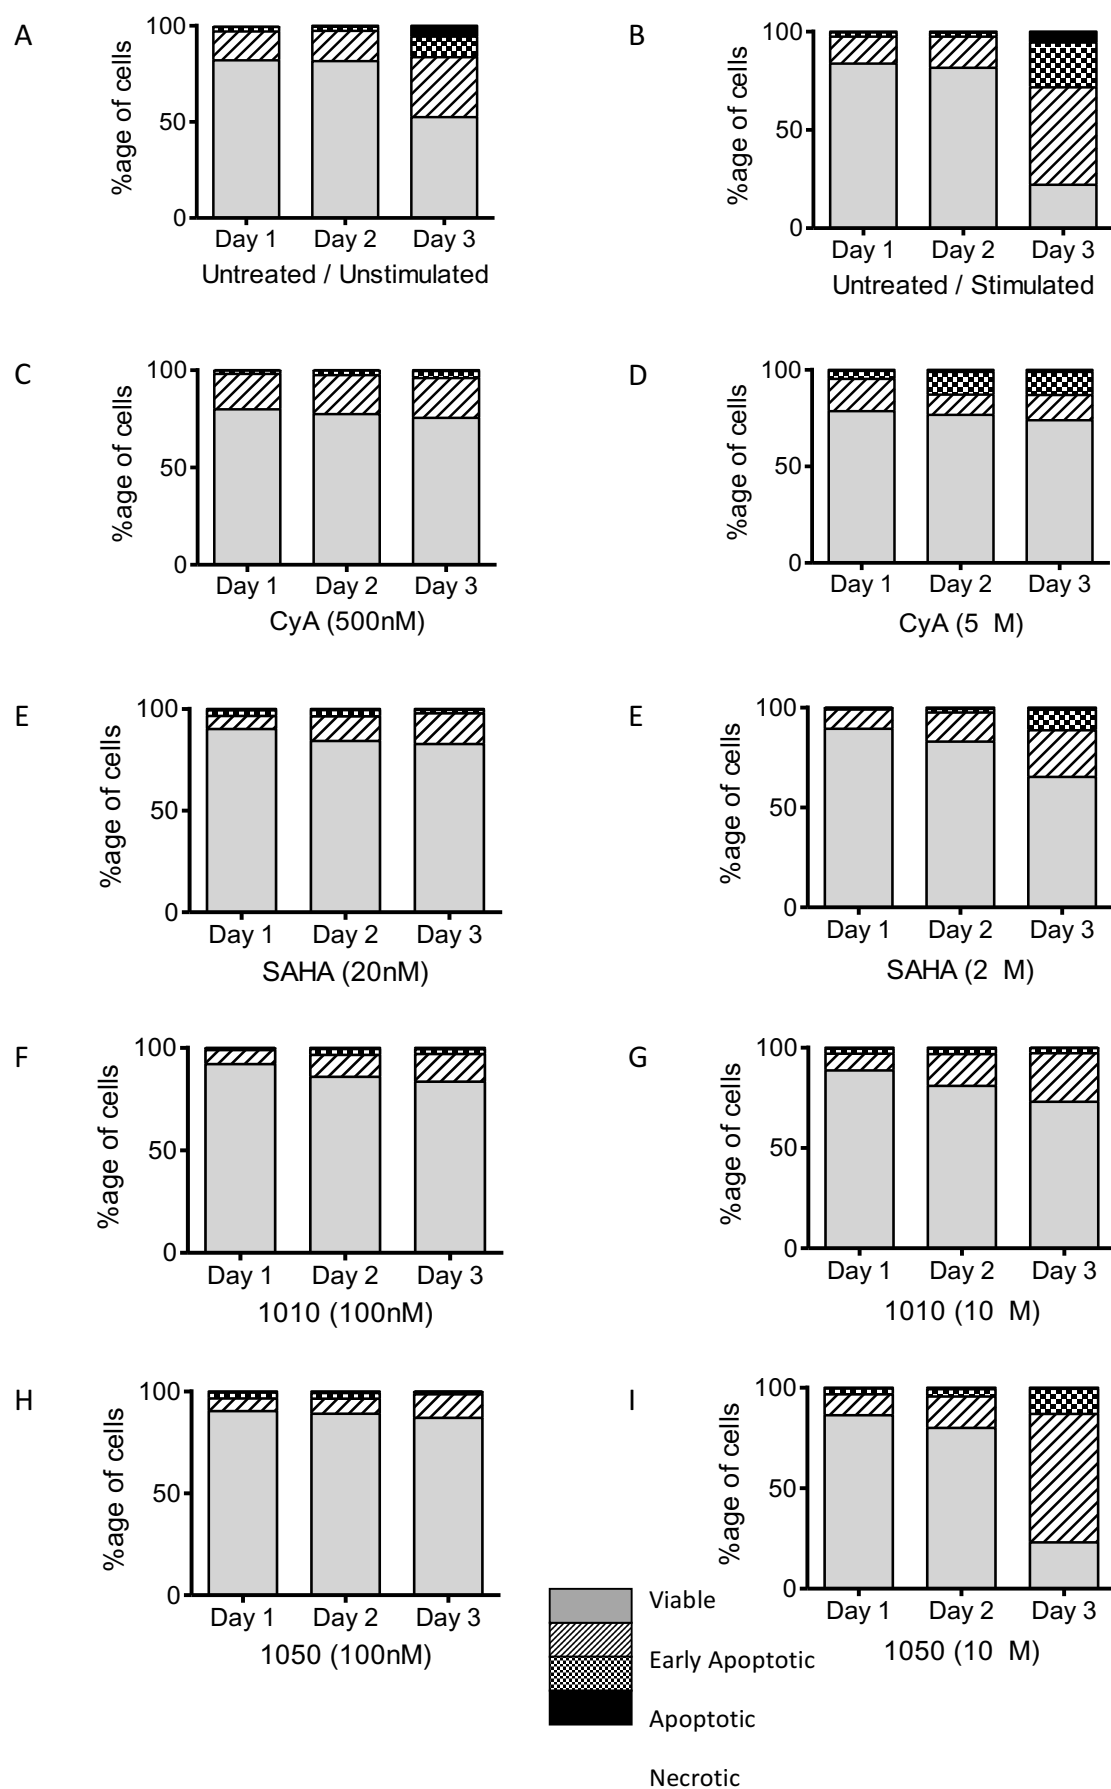 A
%age of cells
100
50
0
Day 1 Day 2 Day 3
Untreated / Unstimulated
B
%age of cells
100
50
0
Day 1 Day 2 Day 3
Untreated / Stimulated
C
%age of cells
100
50
0
Day 1 Day 2 Day 3
CyA (500nM)
D
%age of cells
100
50
0
Day 1 Day 2 Day 3
CyA (5 M)
E
%age of cells
100
50
0
Day 1 Day 2 Day 3
SAHA (20nM)
E
%age of cells
100
50
0
Day 1 Day 2 Day 3
SAHA (2 M)
F
%age of cells
100
50
0
Day 1 Day 2 Day 3
1010 (100nM)
G
%age of cells
100
50
0
Day 1 Day 2 Day 3
1010 (10 M)
H
%age of cells
100
50
0
Day 1 Day 2 Day 3
1050 (100nM)
I
%age of cells
100
50
0
Day 1 Day 2 Day 3
1050 (10 M)
Viable
Early Apoptotic
Apoptotic
Necrotic